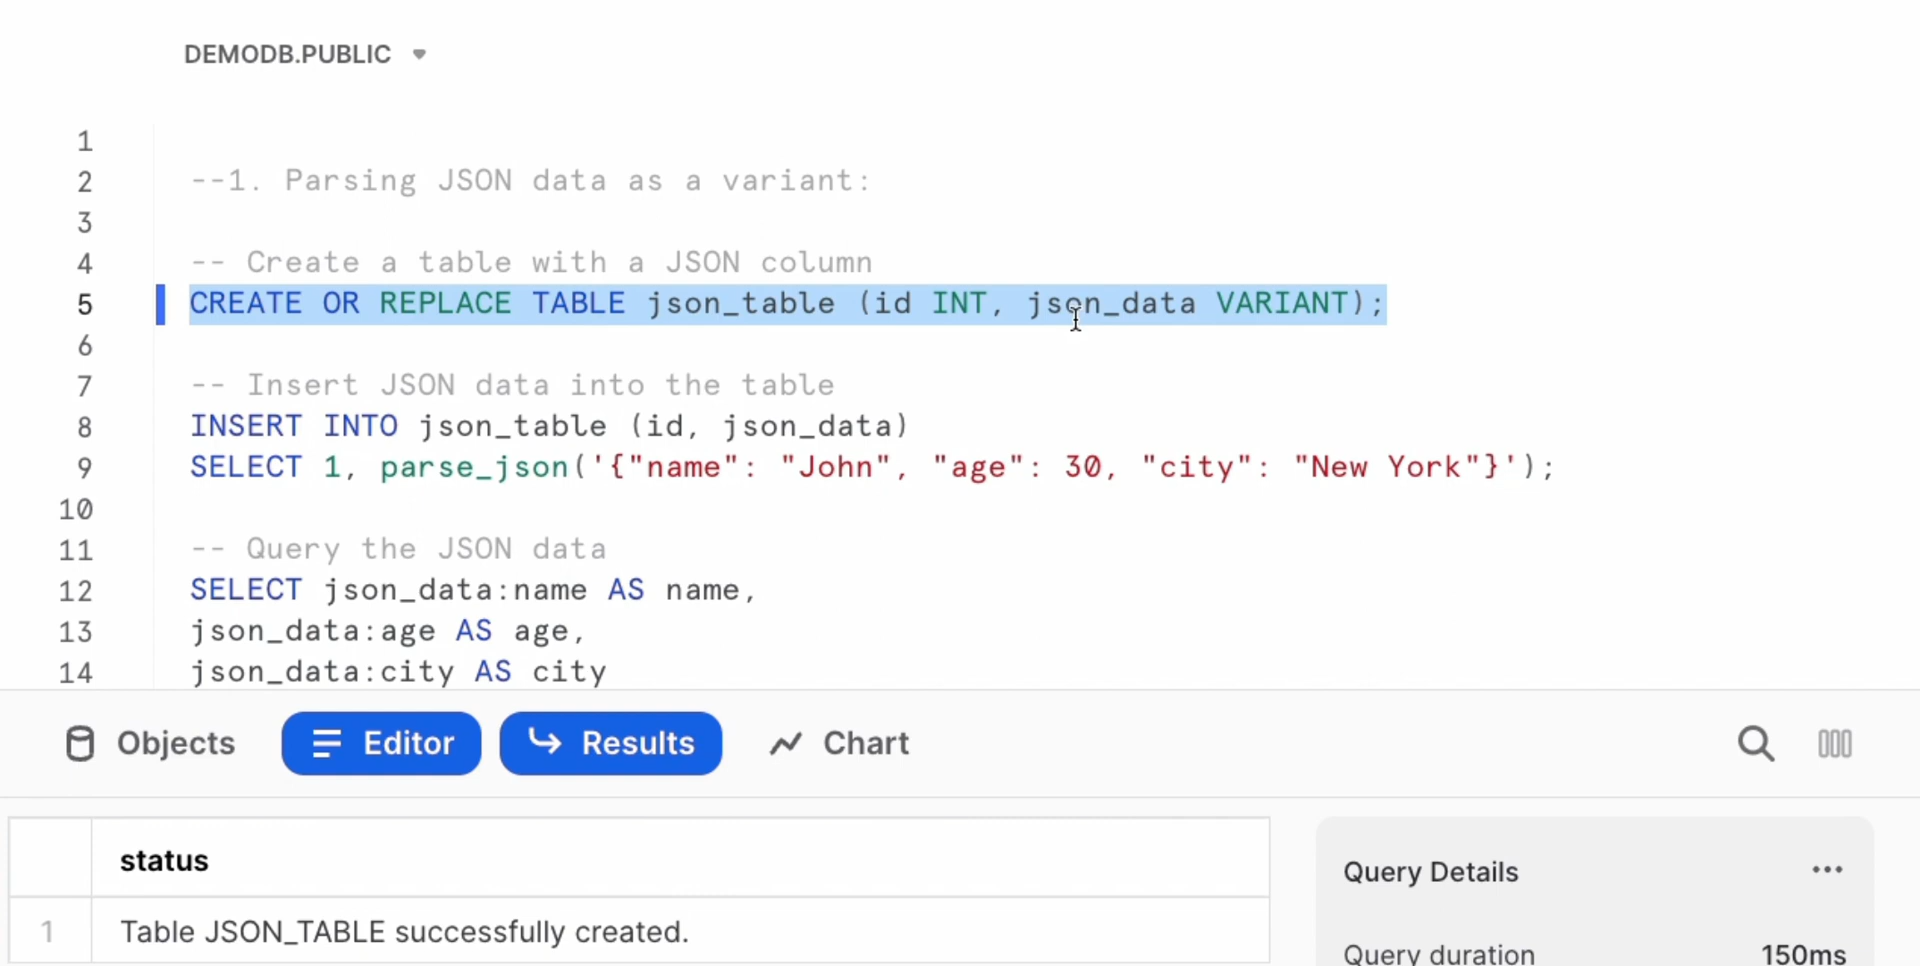 DEMODB.PUBLIC
1
2 --1. Parsing JSON data as a variant:
3
4 -- Create a table with a JSON column
5 CREATE OR REPLACE TABLE json_table (id INT, json_data VARIANT);
6
7 -- Insert JSON data into the table
8 INSERT INTO json_table (id, json_data)
9 SELECT 1, parse_json('{"name": "John", "age": 30, "city": "New York"}');
10
11 -- Query the JSON data
12 SELECT json_data:name AS name,
13 json_data:age AS age,
14 json_data:city AS city
Objects Editor Results Chart
status
1 Table JSON_TABLE successfully created.
Query Details ...
Query duration 150ms